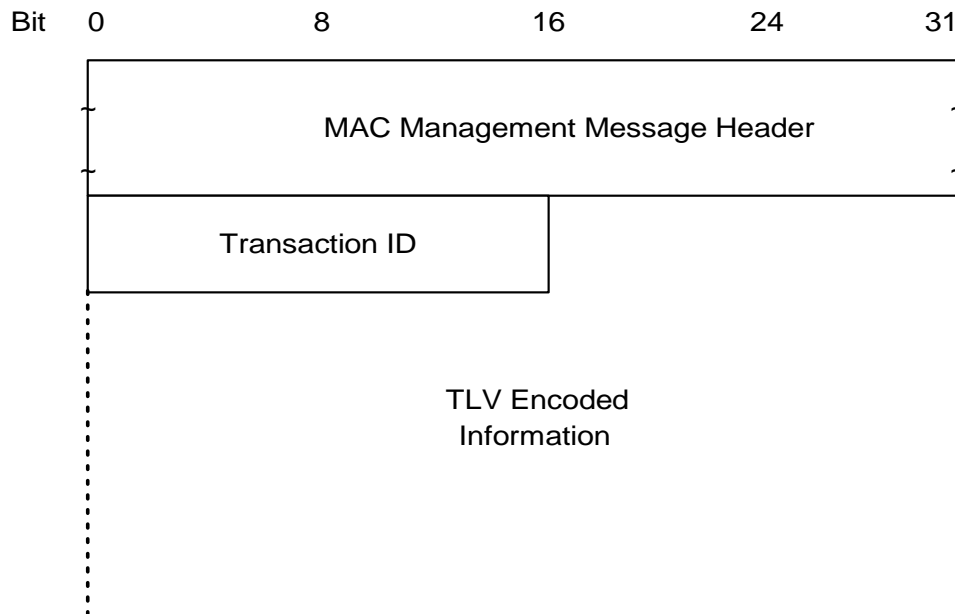 Bit 0 8 16 24 31
MAC Management Message Header
Transaction ID
TLV Encoded
Information